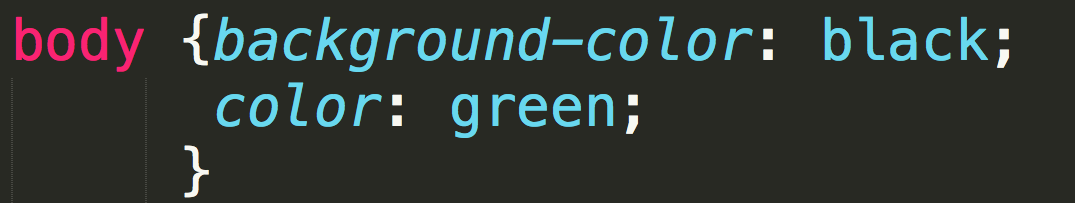 body {background-color: black;
color: green;
}